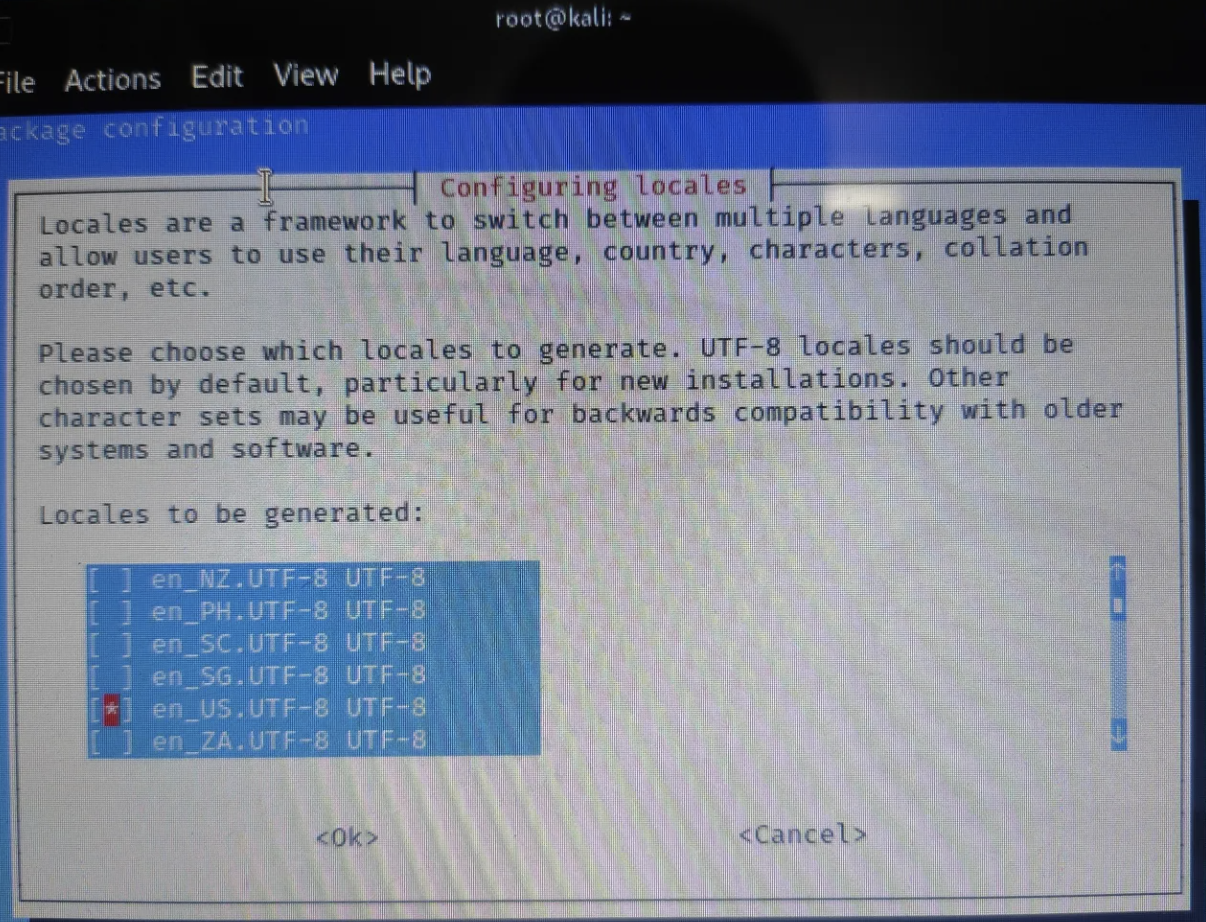 root@kali: ~
File Actions Edit View Help
ackage configuration
Configuring locales
Locales are a framework to switch between multiple languages and
allow users to use their language, country, characters, collation
order, etc.
Please choose which locales to generate. UTF-8 locales should be
chosen by default, particularly for new installations. Other
character sets may be useful for backwards compatibility with older
systems and software.
Locales to be generated:
[ ] en_NZ.UTF-8 UTF-8
[ ] en_PH.UTF-8 UTF-8
[ ] en_SC.UTF-8 UTF-8
[ ] en_SG.UTF-8 UTF-8
[*] en_US.UTF-8 UTF-8
[ ] en_ZA.UTF-8 UTF-8
<Ok> <Cancel>